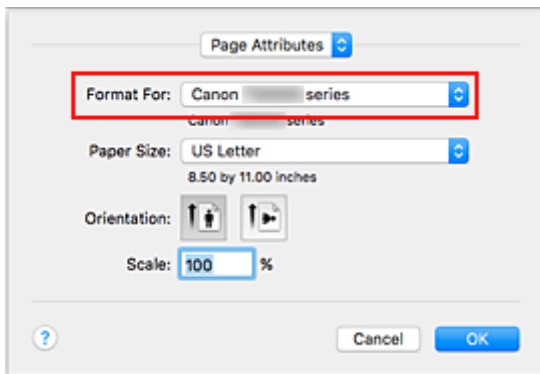 Page Attributes
Format For: Canon series
Canon series
Paper Size: US Letter
8.50 by 11.00 inches
Orientation:
Scale: 100 %
? Cancel OK